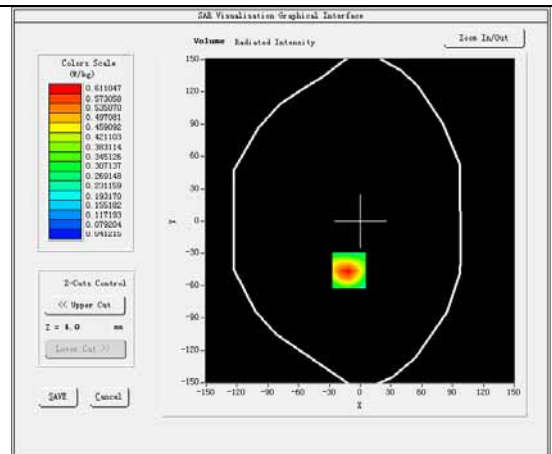 SAR Visualisation Graphical Interface
Volume Radiated Intensity
Zoom In/Out
Colors Scale
(W/kg)
0.611047
0.573058
0.535070
0.497081
0.459092
0.421103
0.383114
0.345126
0.307137
0.269148
0.231159
0.193170
0.155182
0.117193
0.079204
0.041215
150
120
90
60
30
0
-30
-60
-90
-120
-150
Y
-150 -120 -90 -60 -30 0 30 60 90 120 150
X
Z-Cuts Control
<< Upper Cut
Z = 4.0 mm
Lower Cut >>
SAVE Cancel